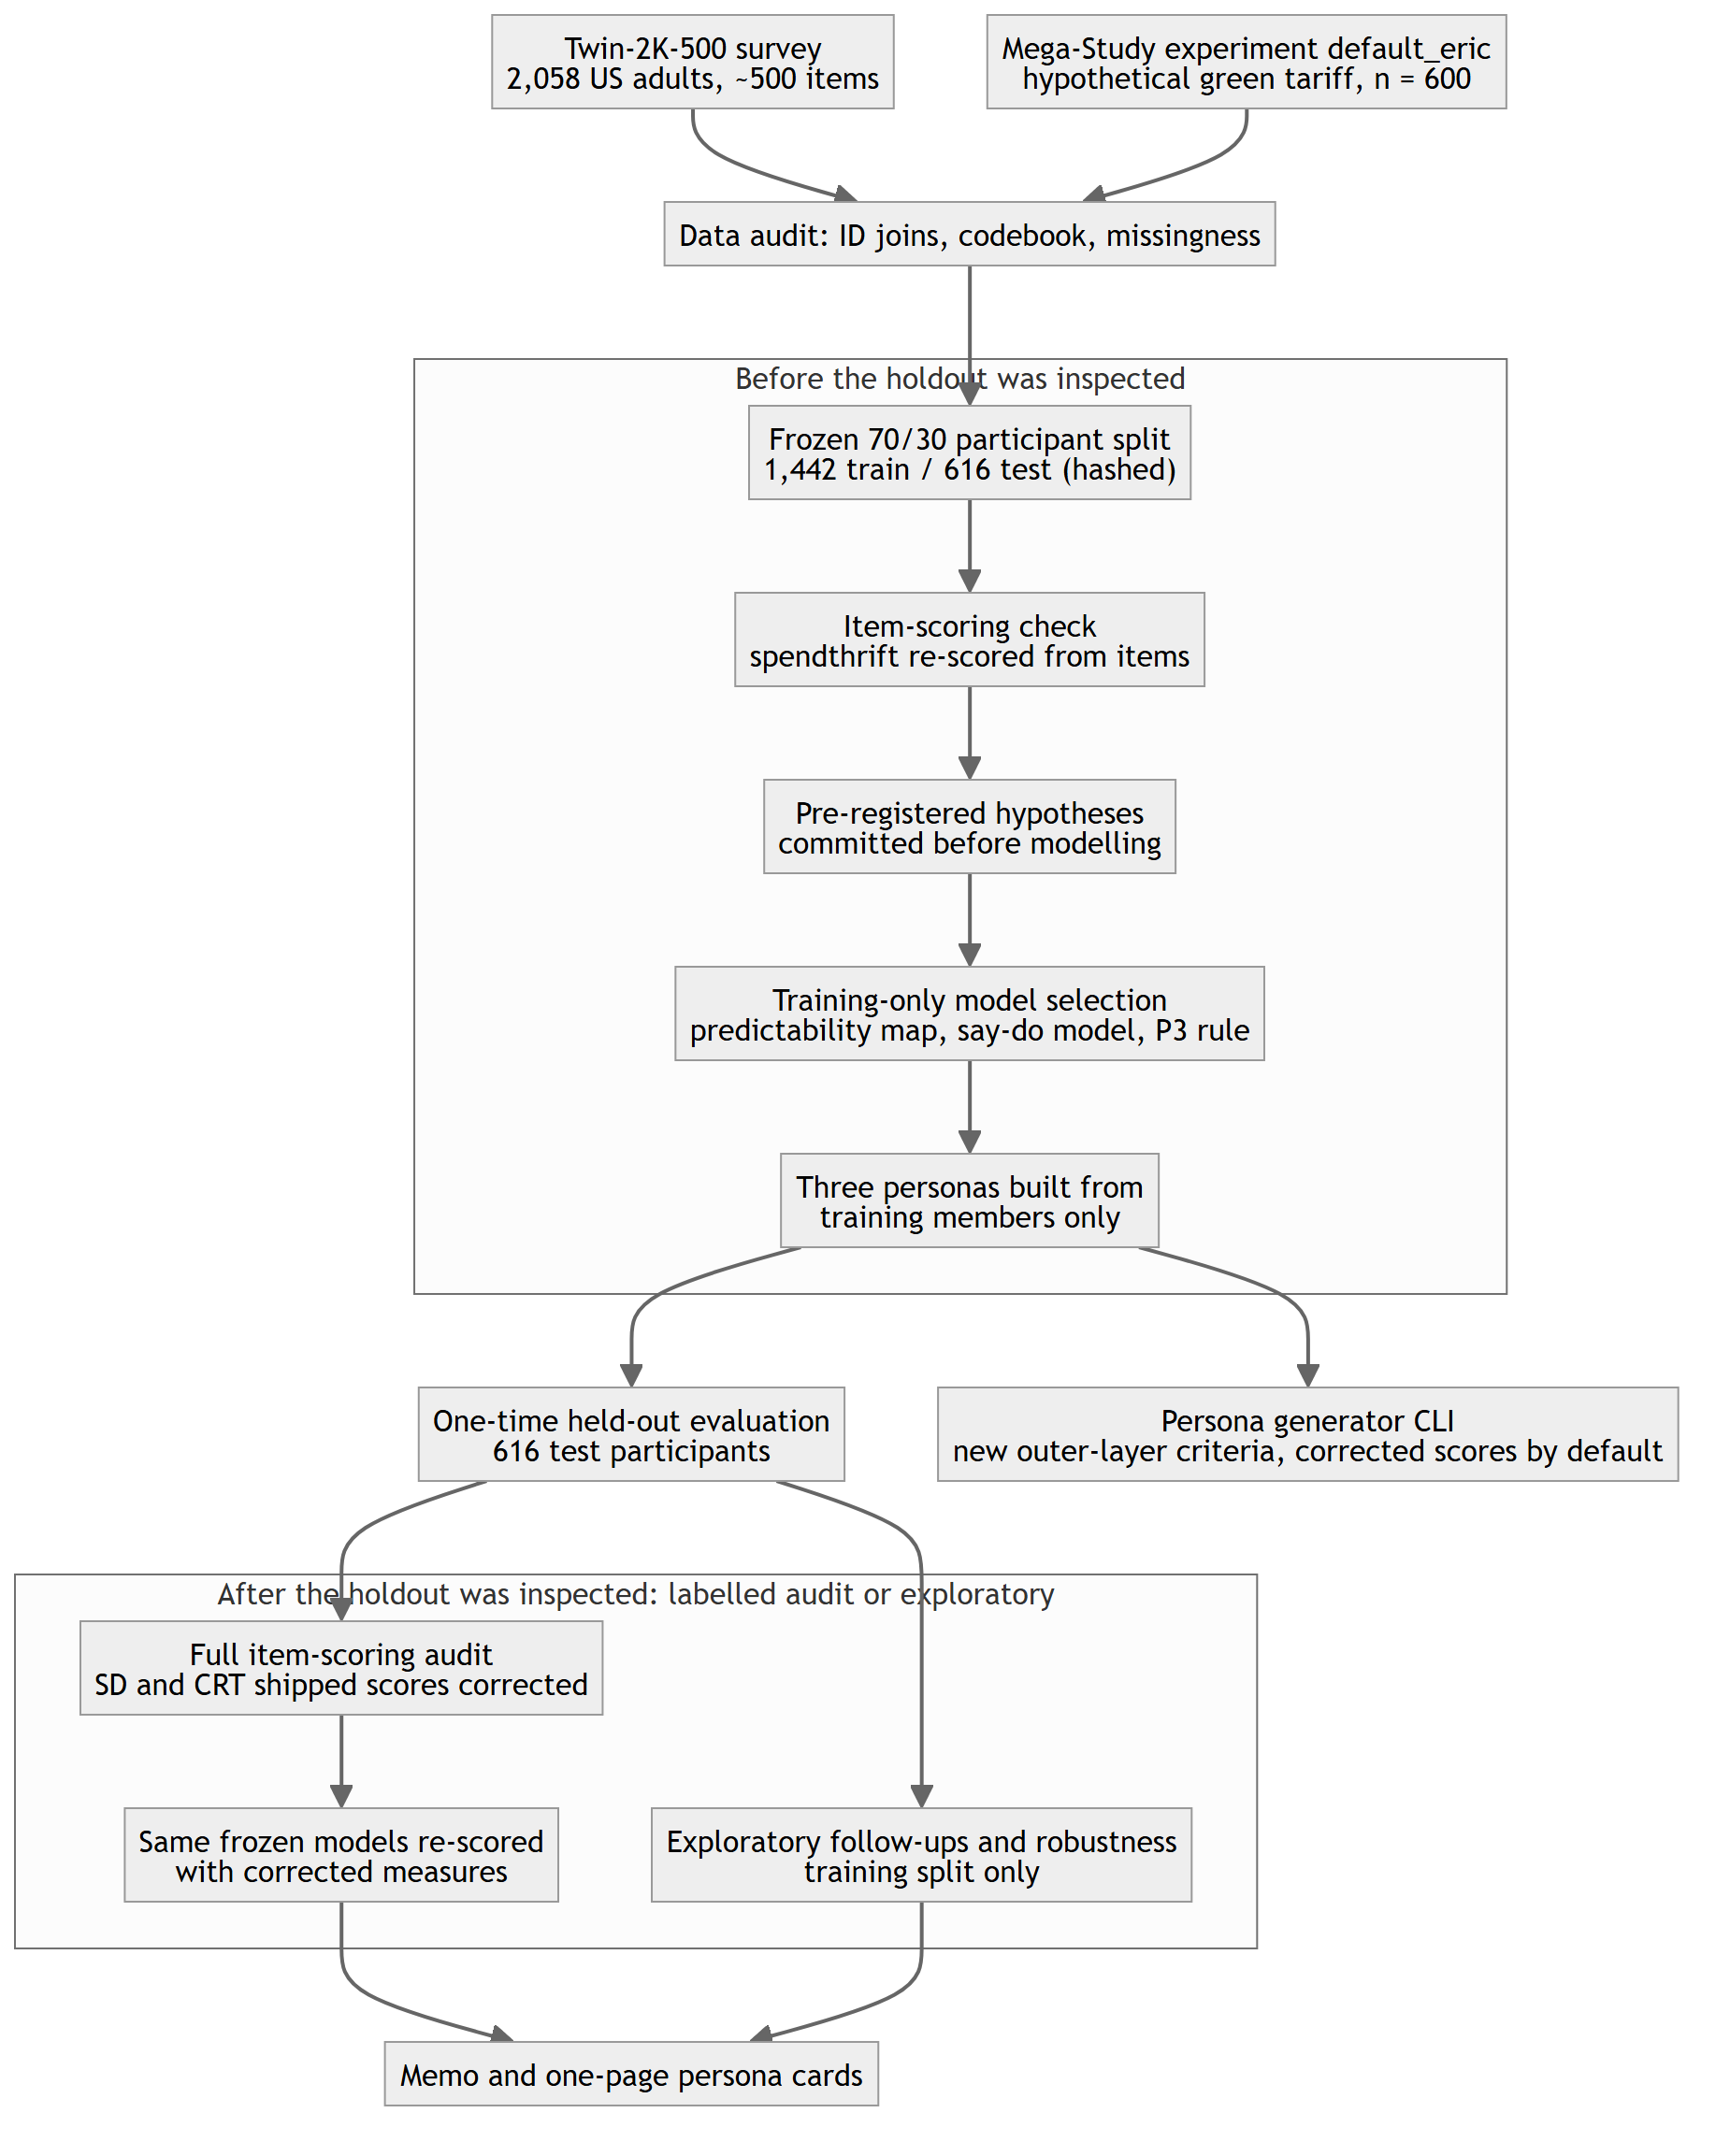 Twin-2K-500 survey
2,058 US adults, ~500 items
Mega-Study experiment default_eric
hypothetical green tariff, n = 600
Data audit: ID joins, codebook, missingness
Before the holdout was inspected
Frozen 70/30 participant split
1,442 train / 616 test (hashed)
Item-scoring check
spendthrift re-scored from items
Pre-registered hypotheses
committed before modelling
Training-only model selection
predictability map, say-do model, P3 rule
Three personas built from
training members only
One-time held-out evaluation
616 test participants
Persona generator CLI
new outer-layer criteria, corrected scores by default
After the holdout was inspected: labelled audit or exploratory
Full item-scoring audit
SD and CRT shipped scores corrected
Same frozen models re-scored
with corrected measures
Exploratory follow-ups and robustness
training split only
Memo and one-page persona cards